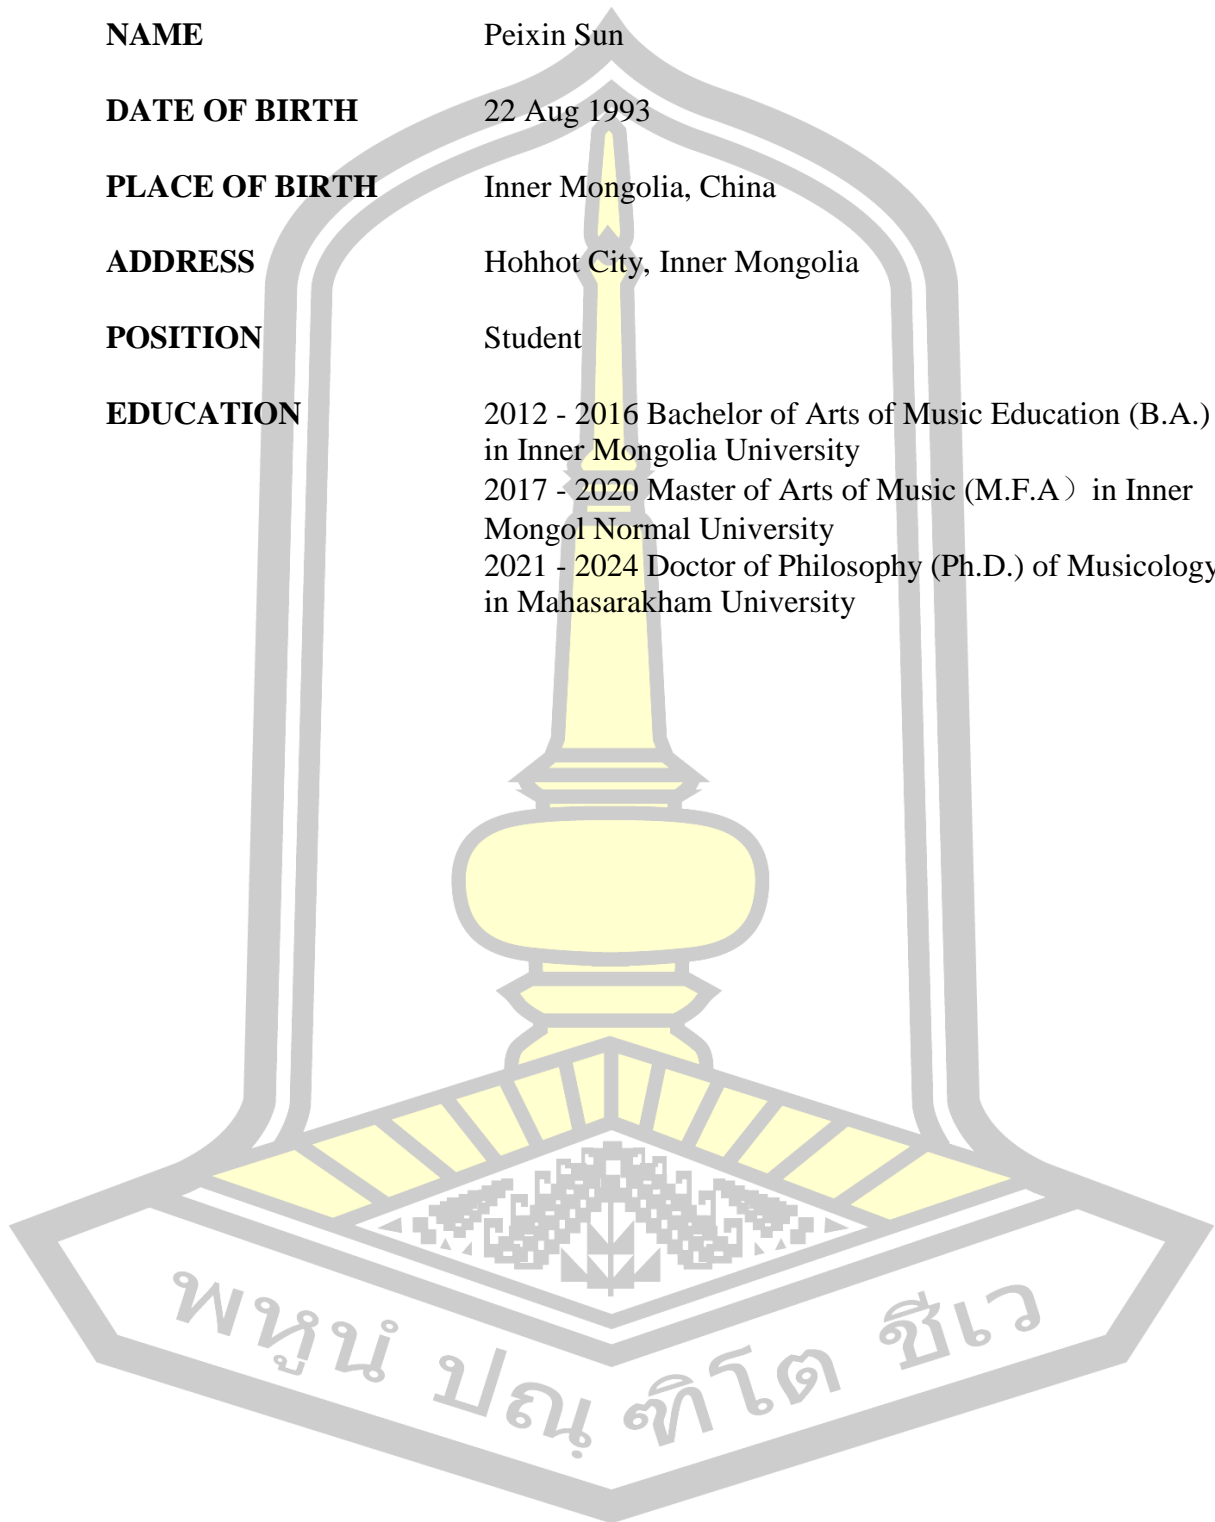 NAME Peixin Sun
DATE OF BIRTH 22 Aug 1993
PLACE OF BIRTH Inner Mongolia, China
ADDRESS Hohhot City, Inner Mongolia
POSITION Student
EDUCATION 2012 - 2016 Bachelor of Arts of Music Education (B.A.)
in Inner Mongolia University
2017 - 2020 Master of Arts of Music (M.F.A）in Inner
Mongol Normal University
2021 - 2024 Doctor of Philosophy (Ph.D.) of Musicology
in Mahasarakham University
พหูนํ ปณฺฑิโต ชีเว